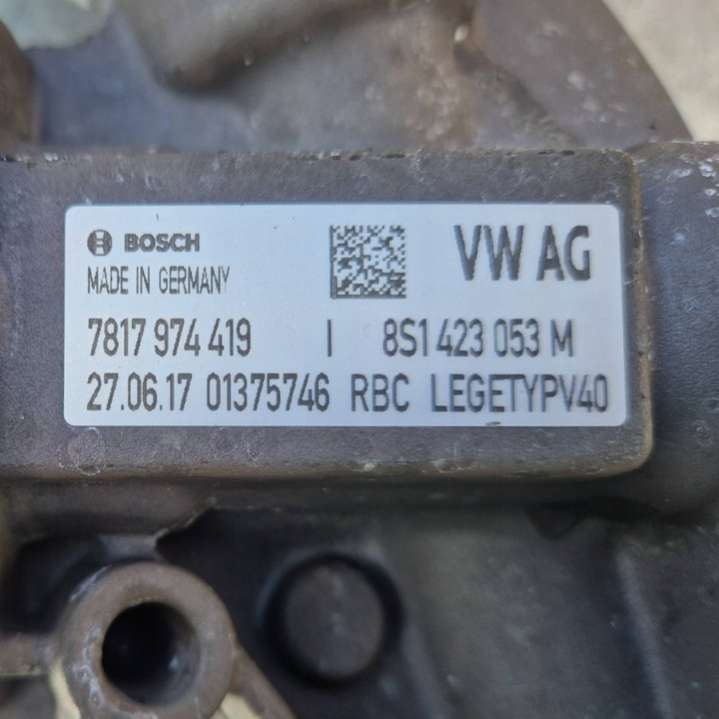 BOSCH VW AG
MADE IN GERMANY
7817 974 419 | 8S1 423 053 M
27.06.17 01375746 RBC LEGETYPV40